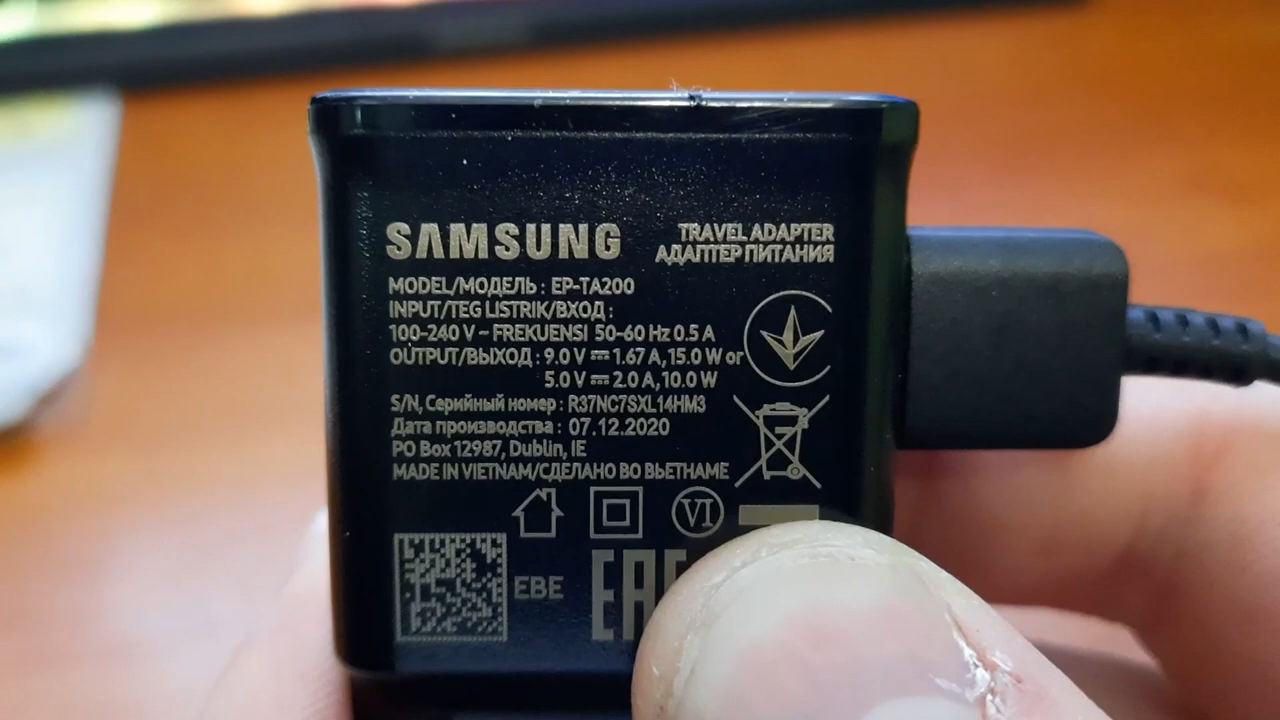 SAMSUNG
TRAVEL ADAPTER
АДАПТЕР ПИТАНИЯ
MODEL/МОДЕЛЬ : EP-TA200
INPUT/TEG LISTRIK/ВХОД :
100-240 V ~ FREKUENSI 50-60 Hz 0.5 A
OUTPUT/ВЫХОД : 9.0 V ⎓ 1.67 A, 15.0 W or
5.0 V ⎓ 2.0 A, 10.0 W
S/N, Серийный номер : R37NC7SXL14HM3
Дата производства : 07.12.2020
PO Box 12987, Dublin, IE
MADE IN VIETNAM/СДЕЛАНО ВО ВЬЕТНАМЕ
VI
EBE